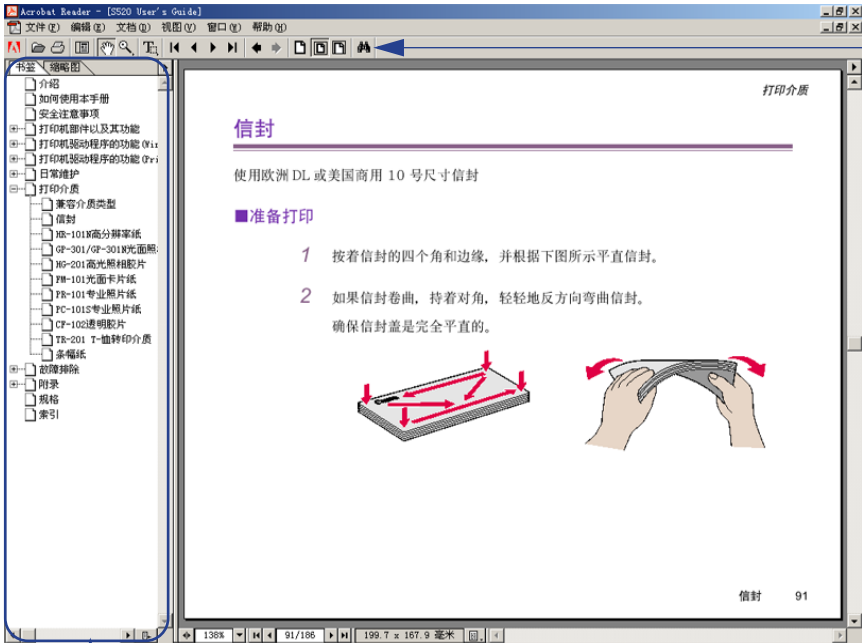 Acrobat Reader - [S520 User's Guide]
文件(F) 编辑(E) 文档(D) 视图(V) 窗口(W) 帮助(H)
书签 缩略图
介绍
如何使用本手册
安全注意事项
打印机部件以及其功能
打印机驱动程序的功能(Wir
打印机驱动程序的功能(Pri
日常维护
打印介质
兼容介质类型
信封
HR-101N高分辨率纸
GP-301/GP-301N光面照
HG-201高光照相胶片
FM-101光面卡片纸
PR-101专业照片纸
PC-101S专业照片纸
CF-102透明胶片
TR-201 T-恤转印介质
条幅纸
故障排除
附录
规格
索引
打印介质
信封
使用欧洲 DL 或美国商用 10 号尺寸信封
■准备打印
1 按着信封的四个角和边缘，并根据下图所示平直信封。
2 如果信封卷曲，持着对角，轻轻地反方向弯曲信封。
确保信封盖是完全平直的。
信封 91
138% 91/186 199.7 x 167.9 毫米